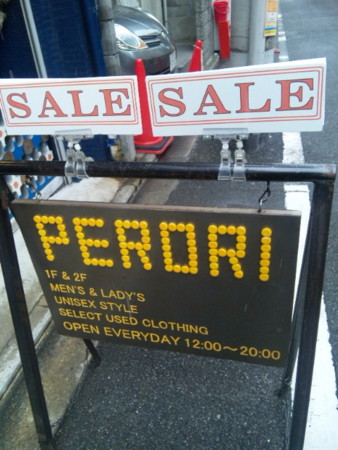 SALE SALE
PERORI
1F & 2F
MEN'S & LADY'S
UNISEX STYLE
SELECT USED CLOTHING
OPEN EVERYDAY 12:00~20:00